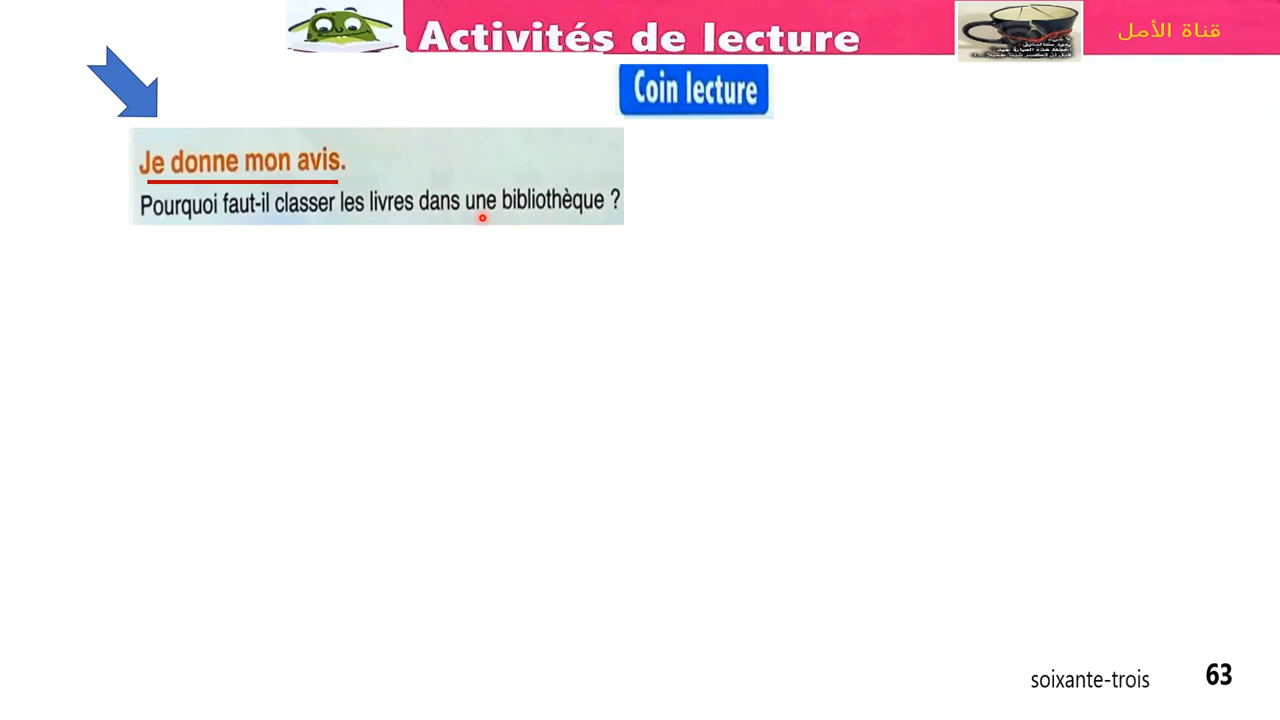 Activités de lecture
قناة الأمل
Coin lecture
Je donne mon avis.
Pourquoi faut-il classer les livres dans une bibliothèque ?
soixante-trois 63